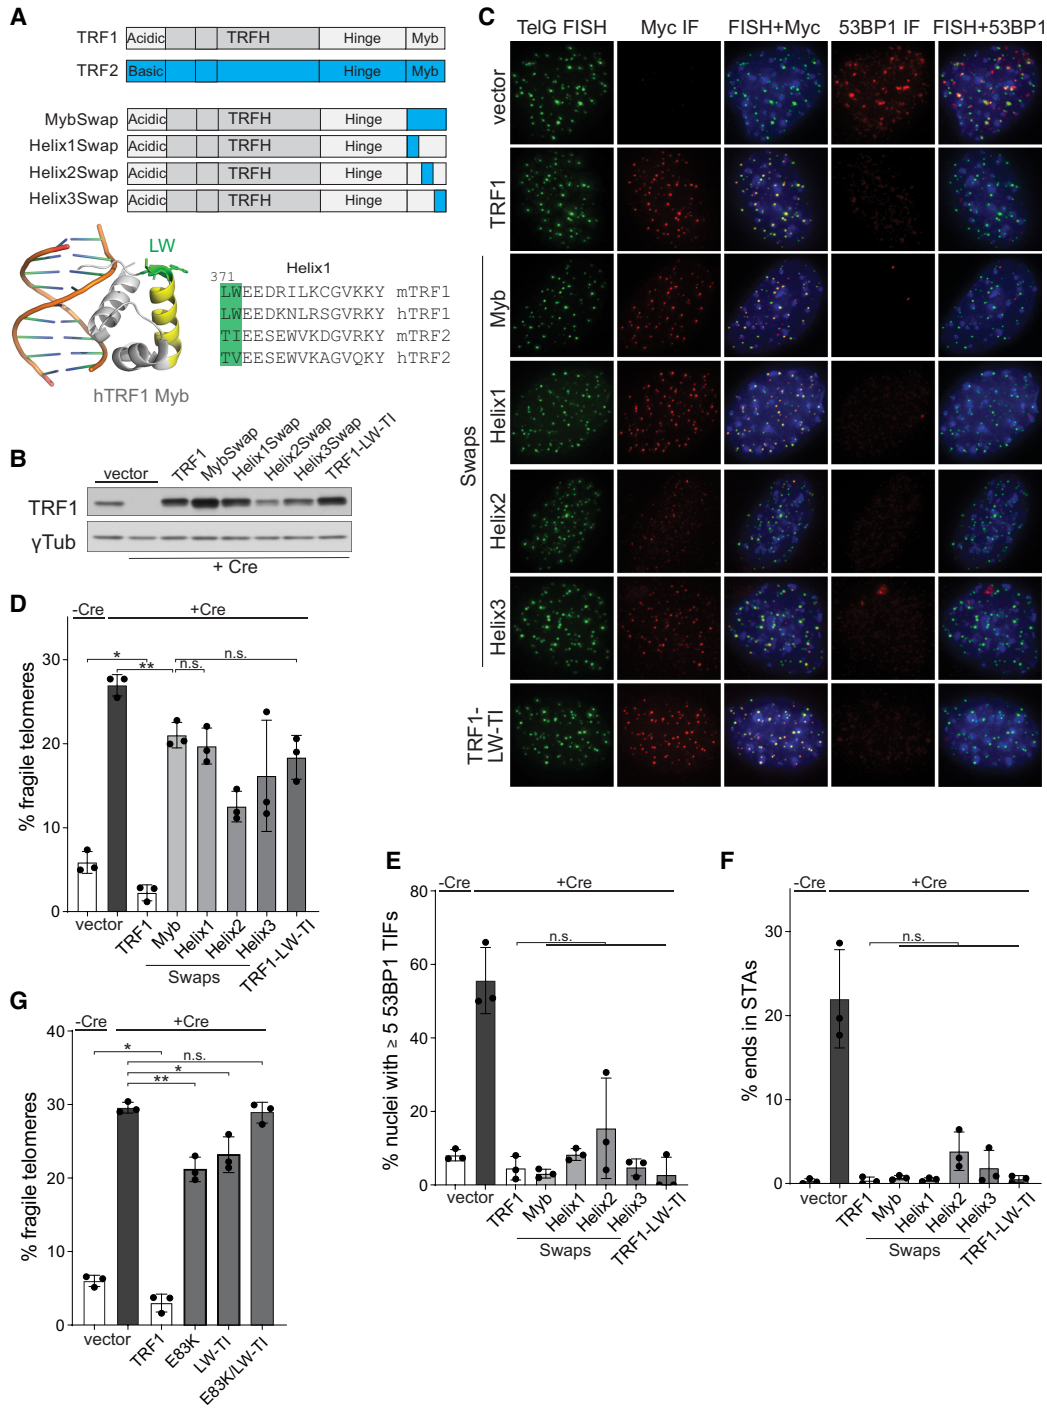 A
TRF1 Acidic TRFH Hinge Myb
TRF2 Basic Hinge Myb
MybSwap Acidic TRFH Hinge
Helix1Swap Acidic TRFH Hinge
Helix2Swap Acidic TRFH Hinge
Helix3Swap Acidic TRFH Hinge
LW
hTRF1 Myb
371 Helix1
LWEEDRILKCGVKKY mTRF1
LWEEDKNLRSGVRKY hTRF1
TIEESEWVKDGVRKY mTRF2
TVEESEWVKAGVQKY hTRF2
B
vector TRF1 MybSwap Helix1Swap Helix2Swap Helix3Swap TRF1-LW-TI
TRF1
γTub
+ Cre
C
TelG FISH Myc IF FISH+Myc 53BP1 IF FISH+53BP1
vector
TRF1
Swaps
Myb
Helix1
Helix2
Helix3
TRF1-LW-TI
D
-Cre +Cre
% fragile telomeres
30
20
10
0
* ** n.s. n.s.
vector TRF1 Myb Helix1 Helix2 Helix3 TRF1-LW-TI
Swaps
E
-Cre +Cre
% nuclei with ≥ 5 53BP1 TIFs
80
60
40
20
0
n.s.
vector TRF1 Myb Helix1 Helix2 Helix3 TRF1-LW-TI
Swaps
F
-Cre +Cre
% ends in STAs
30
20
10
0
n.s.
vector TRF1 Myb Helix1 Helix2 Helix3 TRF1-LW-TI
Swaps
G
-Cre +Cre
% fragile telomeres
40
30
20
10
0
* n.s. * **
vector TRF1 E83K LW-TI E83K/LW-TI